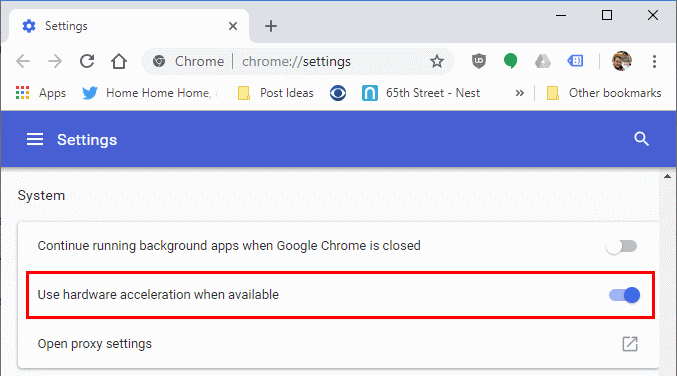 Settings
Chrome | chrome://settings
Apps Home Home Home, Post Ideas 65th Street - Nest » Other bookmarks
Settings
System
Continue running background apps when Google Chrome is closed
Use hardware acceleration when available
Open proxy settings